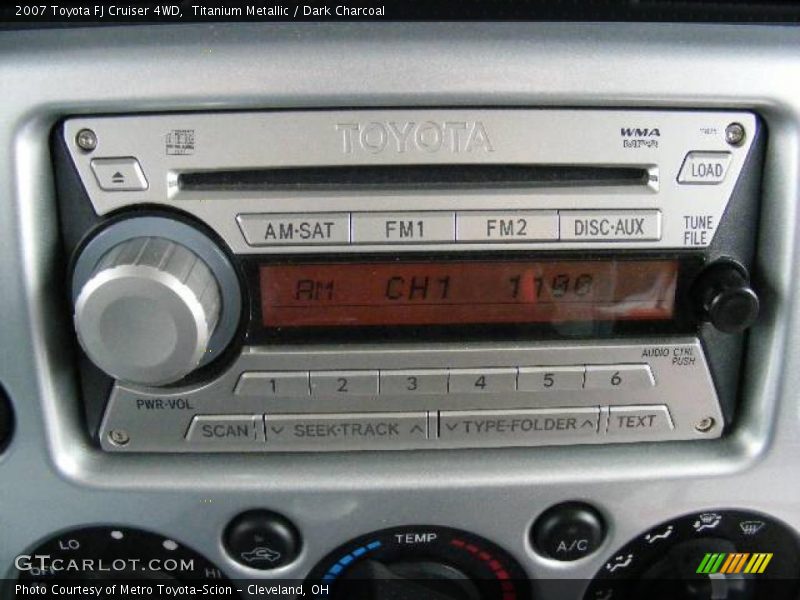 2007 Toyota FJ Cruiser 4WD,  Titanium Metallic / Dark Charcoal
TOYOTA
WMA
MP3
LOAD
AM·SAT FM1 FM2 DISC·AUX
TUNE
FILE
AM CH1 1100
AUDIO CTRL
PUSH
1 2 3 4 5 6
PWR·VOL
SCAN SEEK·TRACK TYPE·FOLDER TEXT
LO
TEMP
A/C
OFF HI
GTCARLOT.COM
Photo Courtesy of Metro Toyota-Scion - Cleveland, OH